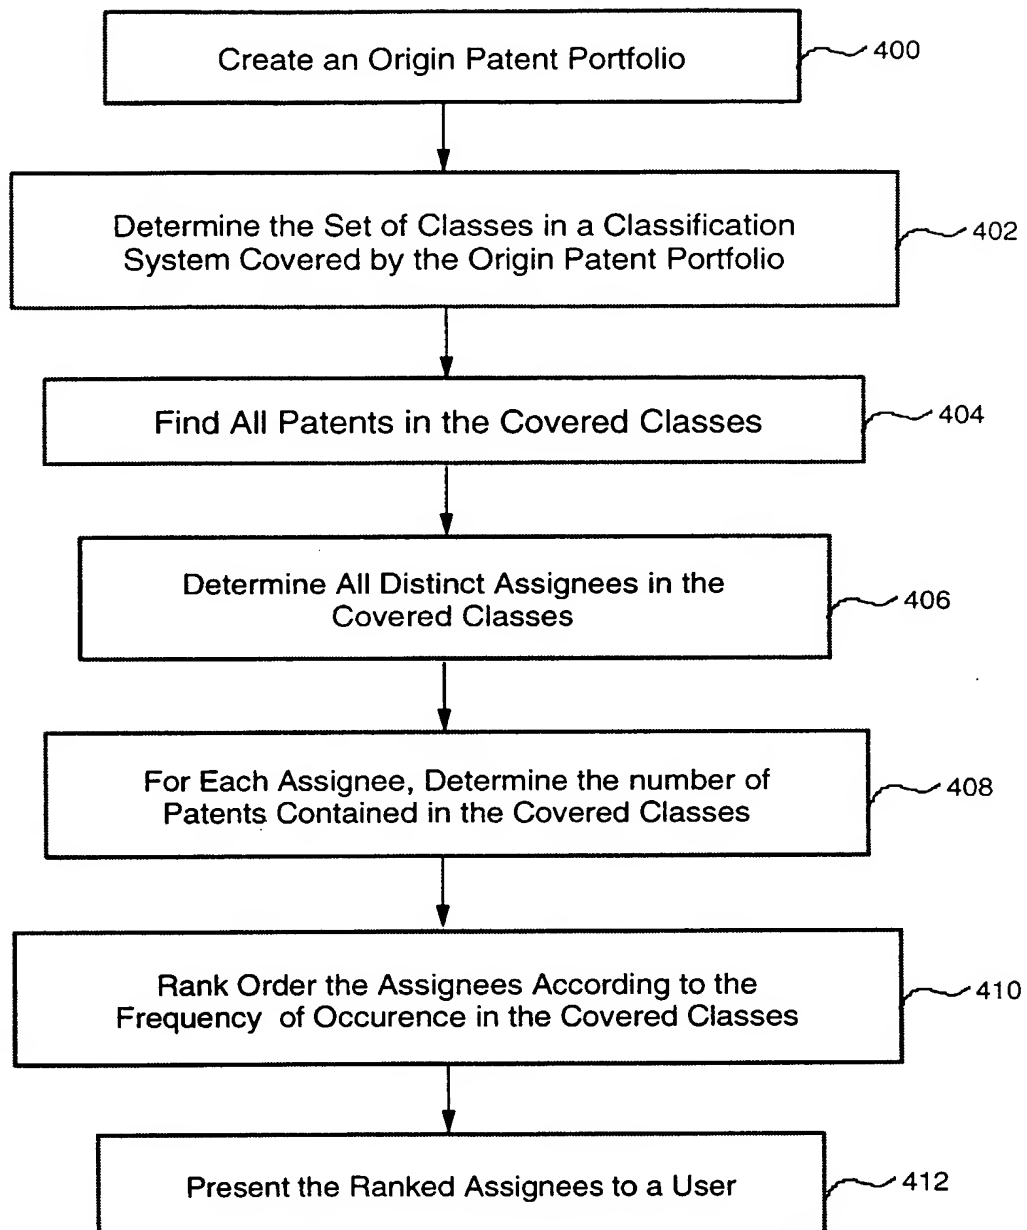 Create an Origin Patent Portfolio
400
Determine the Set of Classes in a Classification
System Covered by the Origin Patent Portfolio
402
Find All Patents in the Covered Classes
404
Determine All Distinct Assignees in the
Covered Classes
406
For Each Assignee, Determine the number of
Patents Contained in the Covered Classes
408
Rank Order the Assignees According to the
Frequency of Occurence in the Covered Classes
410
Present the Ranked Assignees to a User
412